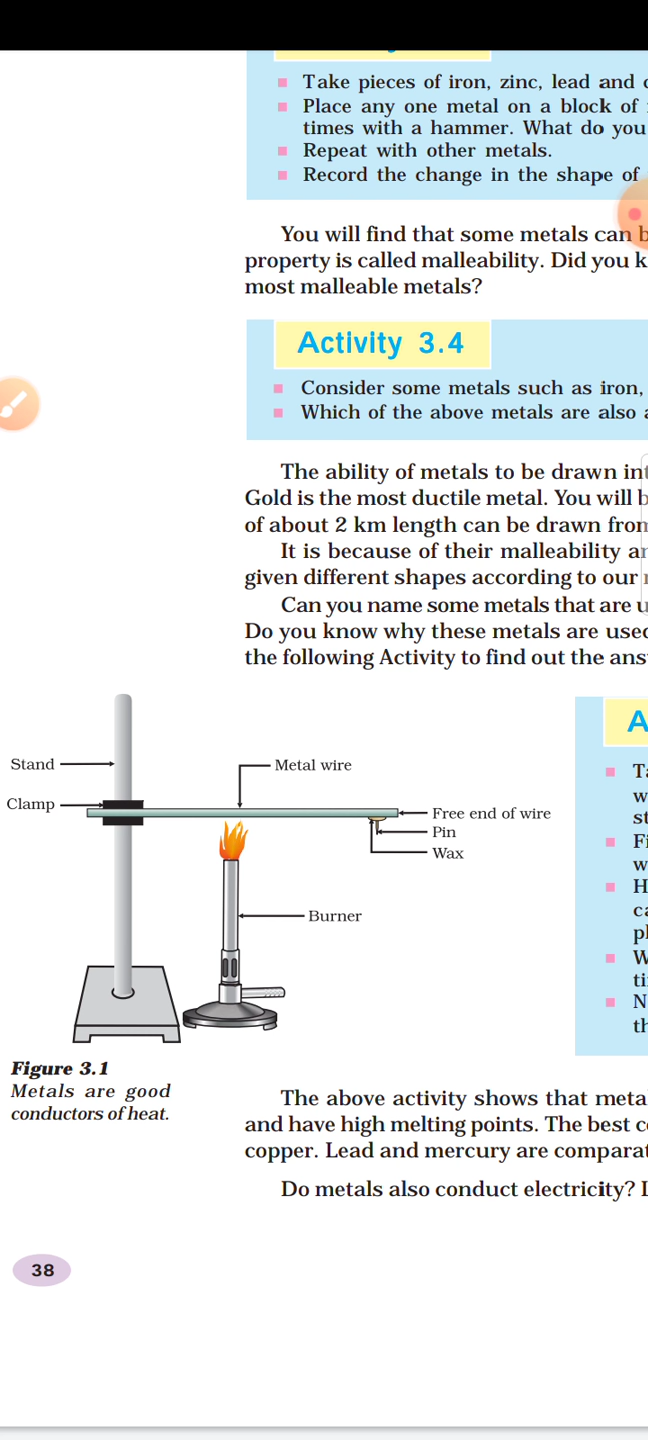 Take pieces of iron, zinc, lead and
Place any one metal on a block of
times with a hammer. What do you
Repeat with other metals.
Record the change in the shape of
You will find that some metals can
property is called malleability. Did you
most malleable metals?
Activity 3.4
Consider some metals such as iron,
Which of the above metals are also
The ability of metals to be drawn
Gold is the most ductile metal. You will
of about 2 km length can be drawn
It is because of their malleability
given different shapes according to our
Can you name some metals that are
Do you know why these metals are
the following Activity to find out the
Stand
Clamp
Metal wire
Free end of wire
Pin
Wax
Burner
Figure 3.1
Metals are good
conductors of heat.
The above activity shows that
and have high melting points. The best
copper. Lead and mercury are
Do metals also conduct electricity?
38